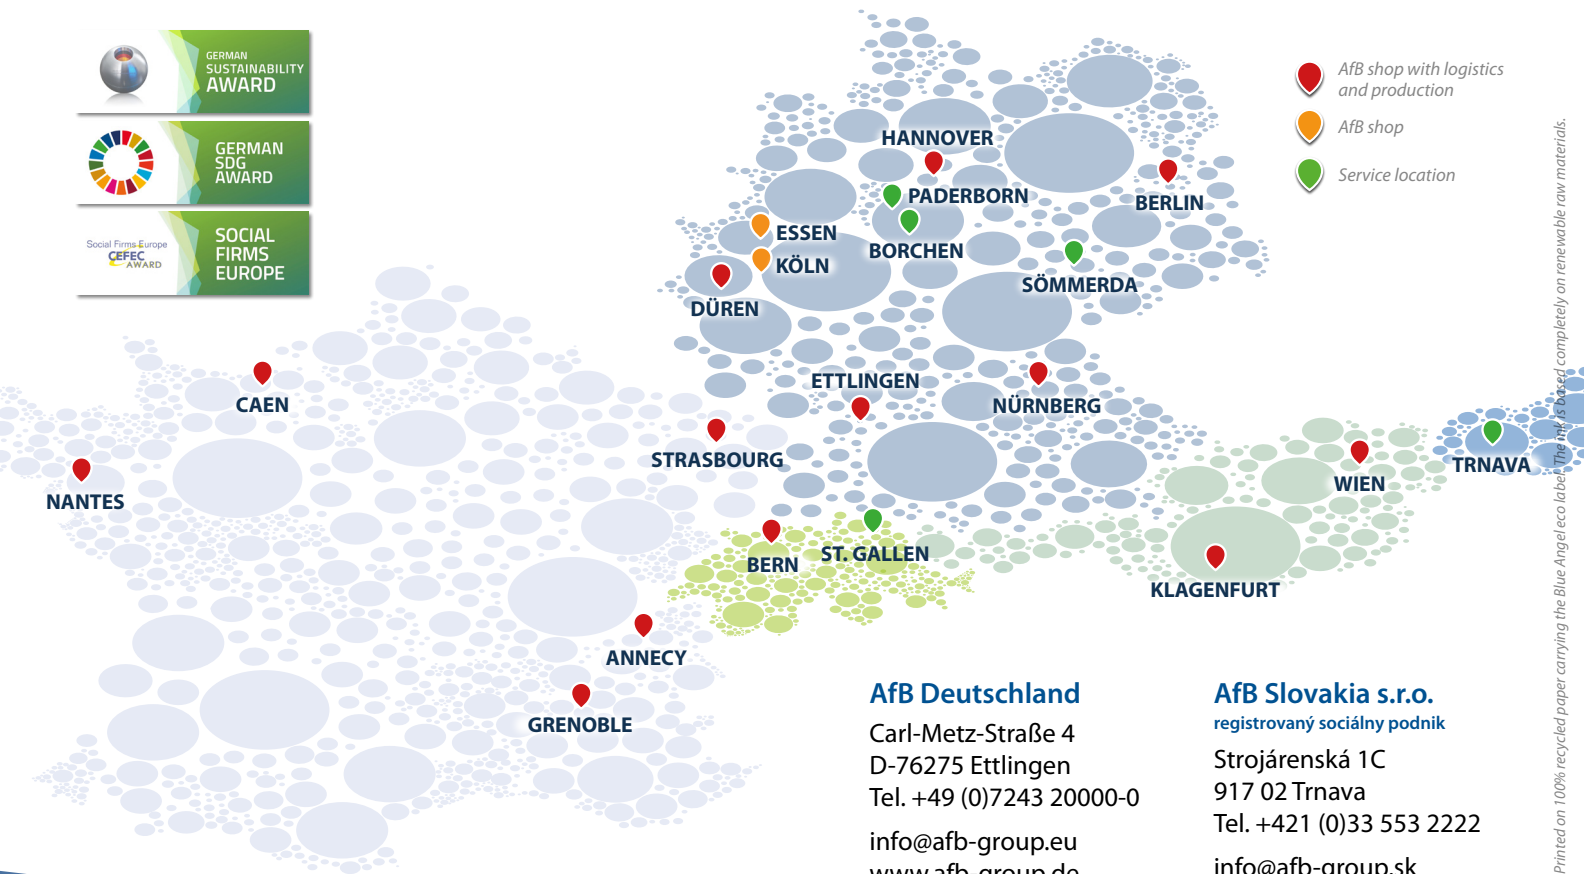 GERMAN
SUSTAINABILITY
AWARD
GERMAN
SDG
AWARD
Social Firms Europe
CEFEC
AWARD
SOCIAL
FIRMS
EUROPE
AfB shop with logistics
and production
AfB shop
Service location
HANNOVER
PADERBORN
BERLIN
ESSEN
BORCHEN
KÖLN
SÖMMERDA
DÜREN
ETTLINGEN
CAEN
NÜRNBERG
STRASBOURG
TRNAVA
WIEN
NANTES
ST. GALLEN
BERN
KLAGENFURT
ANNECY
GRENOBLE
AfB Deutschland
Carl-Metz-Straße 4
D-76275 Ettlingen
Tel. +49 (0)7243 20000-0
info@afb-group.eu
www.afb-group.de
AfB Slovakia s.r.o.
registrovaný sociálny podnik
Strojárenská 1C
917 02 Trnava
Tel. +421 (0)33 553 2222
info@afb-group.sk
Printed on 100% recycled paper carrying the Blue Angel eco label. The ink is based completely on renewable raw materials.